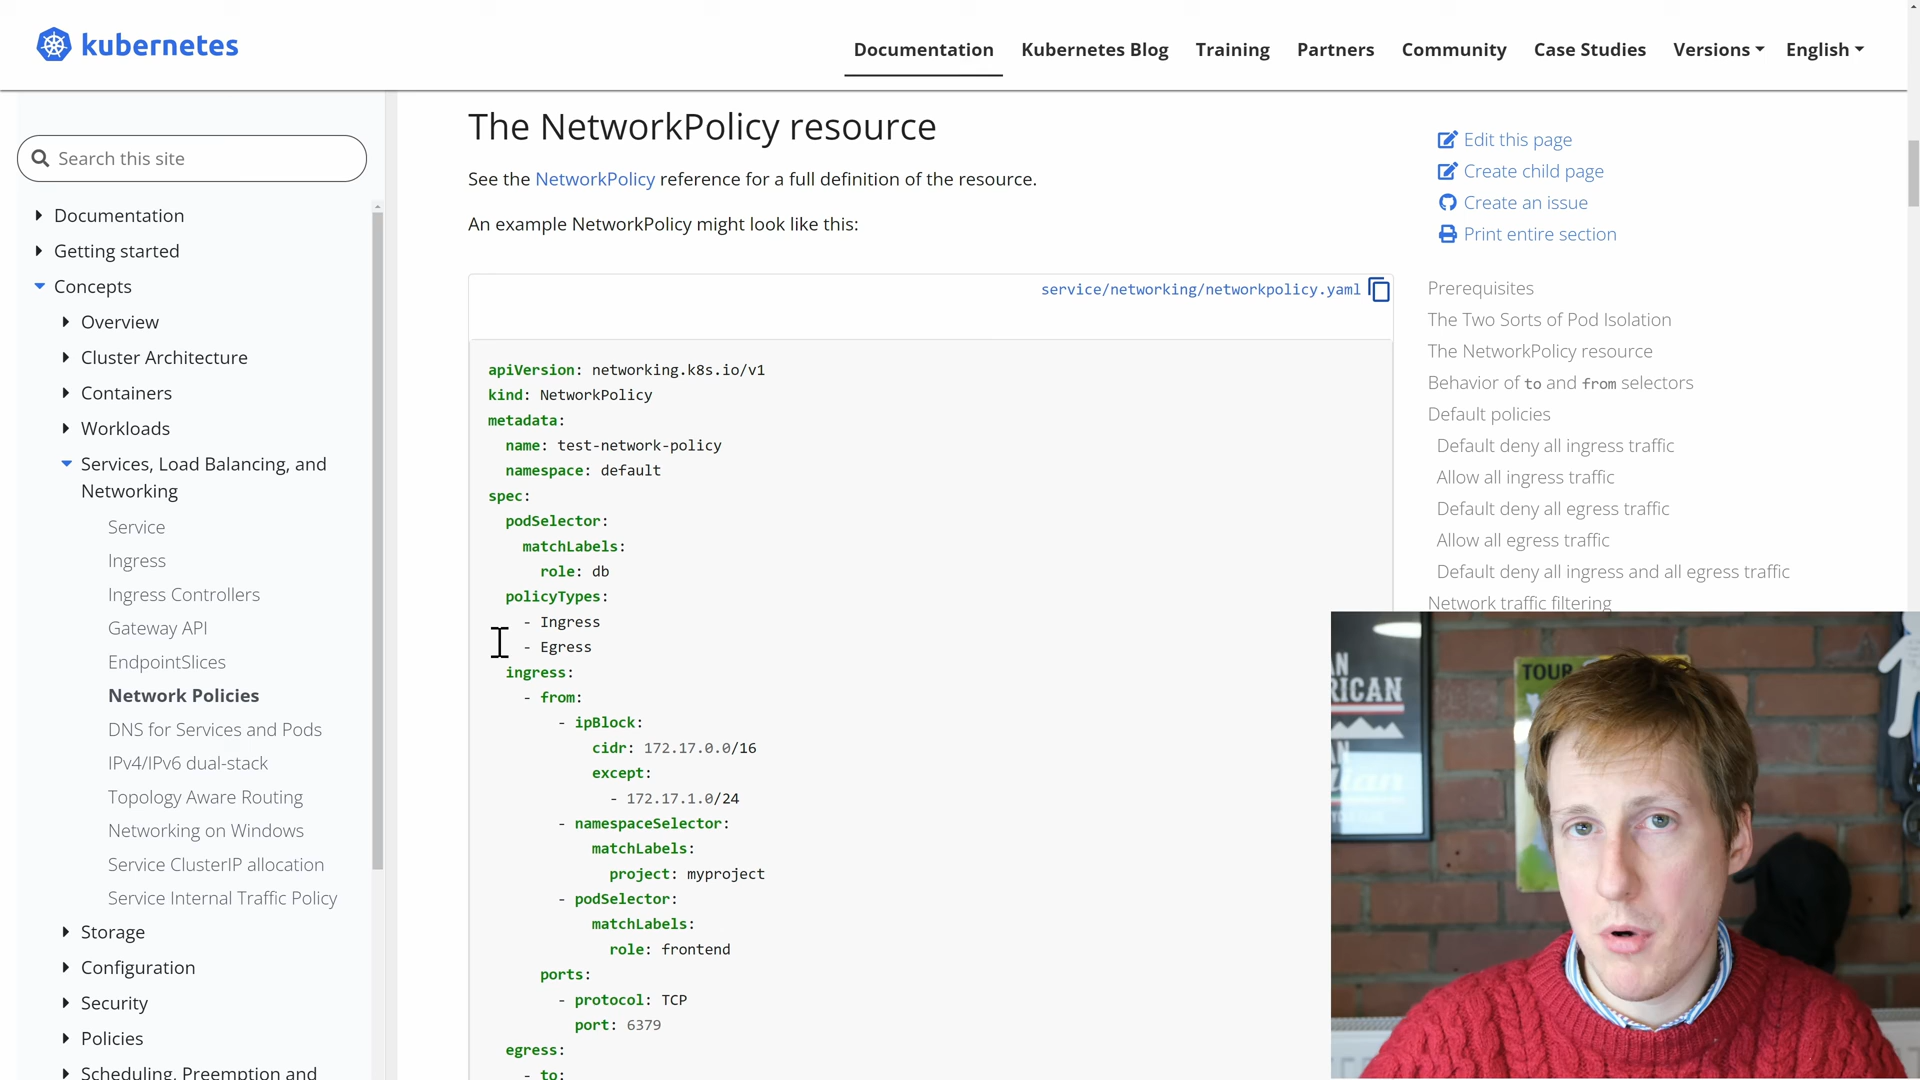 kubernetes
Documentation
Kubernetes Blog
Training
Partners
Community
Case Studies
Versions
English
Search this site
Documentation
Getting started
Concepts
Overview
Cluster Architecture
Containers
Workloads
Services, Load Balancing, and
Networking
Service
Ingress
Ingress Controllers
Gateway API
EndpointSlices
Network Policies
DNS for Services and Pods
IPv4/IPv6 dual-stack
Topology Aware Routing
Networking on Windows
Service ClusterIP allocation
Service Internal Traffic Policy
Storage
Configuration
Security
Policies
Scheduling, Preemption and
The NetworkPolicy resource
See the NetworkPolicy reference for a full definition of the resource.
An example NetworkPolicy might look like this:
service/networking/networkpolicy.yaml
apiVersion: networking.k8s.io/v1
kind: NetworkPolicy
metadata:
  name: test-network-policy
  namespace: default
spec:
  podSelector:
    matchLabels:
      role: db
  policyTypes:
    - Ingress
    - Egress
  ingress:
    - from:
        - ipBlock:
            cidr: 172.17.0.0/16
            except:
              - 172.17.1.0/24
        - namespaceSelector:
            matchLabels:
              project: myproject
        - podSelector:
            matchLabels:
              role: frontend
      ports:
        - protocol: TCP
          port: 6379
  egress:
    - to:
Edit this page
Create child page
Create an issue
Print entire section
Prerequisites
The Two Sorts of Pod Isolation
The NetworkPolicy resource
Behavior of to and from selectors
Default policies
Default deny all ingress traffic
Allow all ingress traffic
Default deny all egress traffic
Allow all egress traffic
Default deny all ingress and all egress traffic
Network traffic filtering
TOUR